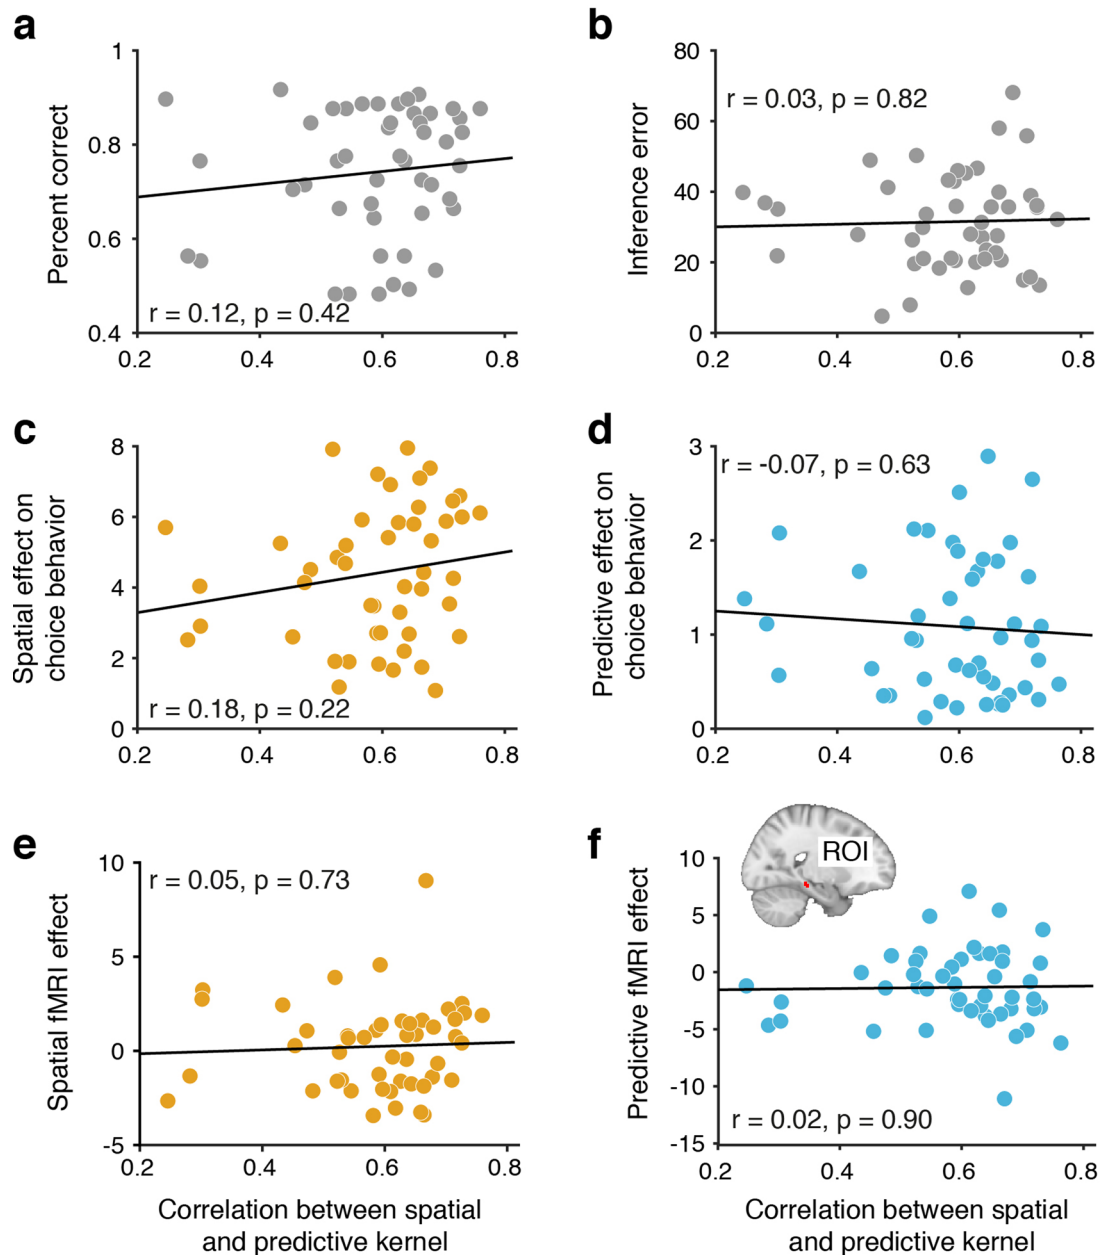 a
1
0.8
0.6
0.4
Percent correct
r = 0.12, p = 0.42
0.2
0.4
0.6
0.8
b
80
60
40
20
0
Inference error
r = 0.03, p = 0.82
0.2
0.4
0.6
0.8
c
8
6
4
2
0
Spatial effect on
choice behavior
r = 0.18, p = 0.22
0.2
0.4
0.6
0.8
d
3
2
1
0
Predictive effect on
choice behavior
r = -0.07, p = 0.63
0.2
0.4
0.6
0.8
e
10
5
0
-5
Spatial fMRI effect
r = 0.05, p = 0.73
0.2
0.4
0.6
0.8
Correlation between spatial
and predictive kernel
f
ROI
10
5
0
-5
-10
-15
Predictive fMRI effect
r = 0.02, p = 0.90
0.2
0.4
0.6
0.8
Correlation between spatial
and predictive kernel